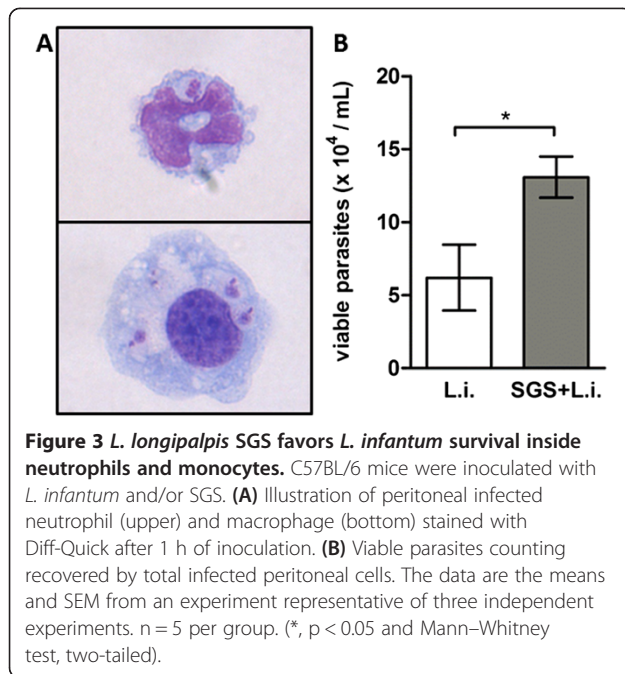 A
B
viable parasites (x 10⁴ / mL)
20
15
10
5
0
*
L.i.
SGS+L.i.
Figure 3 L. longipalpis SGS favors L. infantum survival inside
neutrophils and monocytes. C57BL/6 mice were inoculated with
L. infantum and/or SGS. (A) Illustration of peritoneal infected
neutrophil (upper) and macrophage (bottom) stained with
Diff-Quick after 1 h of inoculation. (B) Viable parasites counting
recovered by total infected peritoneal cells. The data are the means
and SEM from an experiment representative of three independent
experiments. n = 5 per group. (*, p < 0.05 and Mann–Whitney
test, two-tailed).